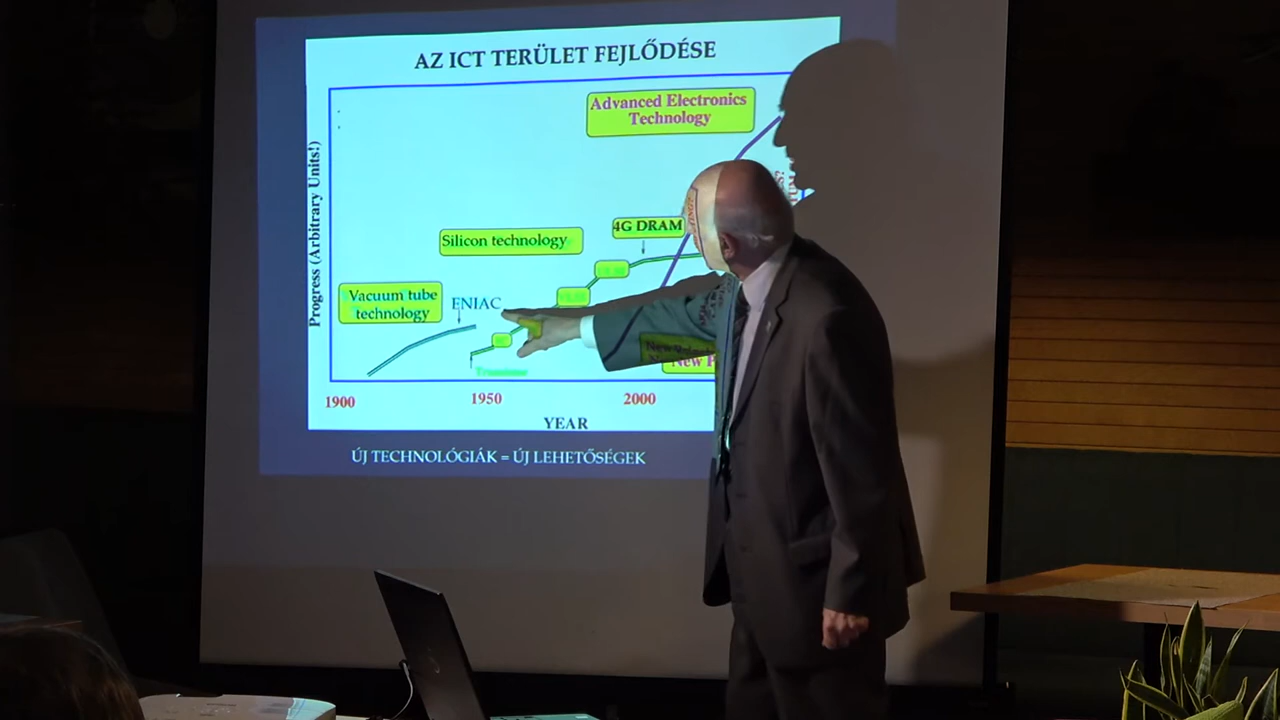 AZ ICT TERÜLET FEJLŐDÉSE
Advanced Electronics
Technology
Progress (Arbitrary Units!)
4G DRAM
Silicon technology
Vacuum tube
technology
ENIAC
New
1900
1950
2000
YEAR
ÚJ TECHNOLÓGIÁK = ÚJ LEHETŐSÉGEK